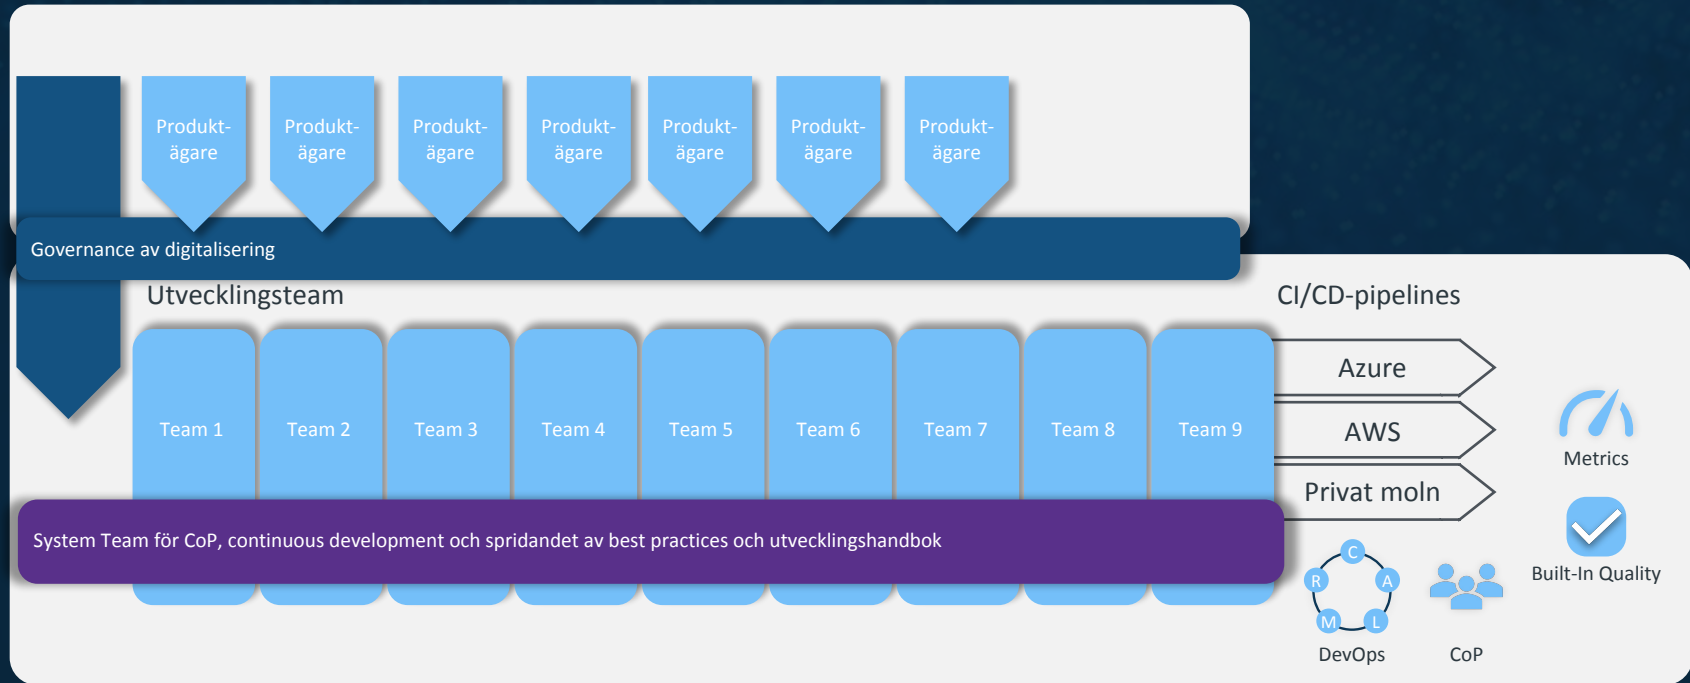 Produkt-
ägare
Produkt-
ägare
Produkt-
ägare
Produkt-
ägare
Produkt-
ägare
Produkt-
ägare
Produkt-
ägare
Governance av digitalisering
Utvecklingsteam
CI/CD-pipelines
Team 1
Team 2
Team 3
Team 4
Team 5
Team 6
Team 7
Team 8
Team 9
Azure
AWS
Privat moln
Metrics
Built-In Quality
System Team för CoP, continuous development och spridandet av best practices och utvecklingshandbok
C
A
L
M
R
DevOps
CoP